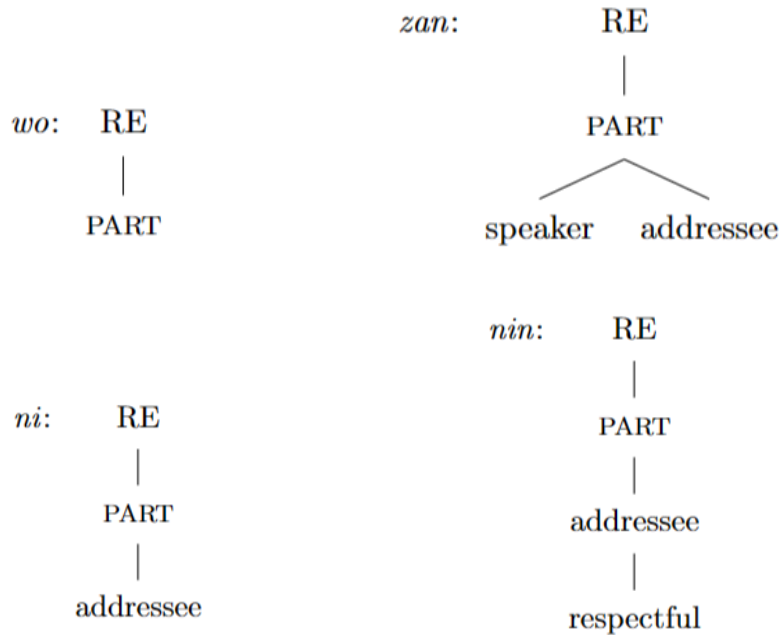 zan: RE
PART
speaker addressee
wo: RE
PART
nin: RE
PART
addressee
respectful
ni: RE
PART
addressee